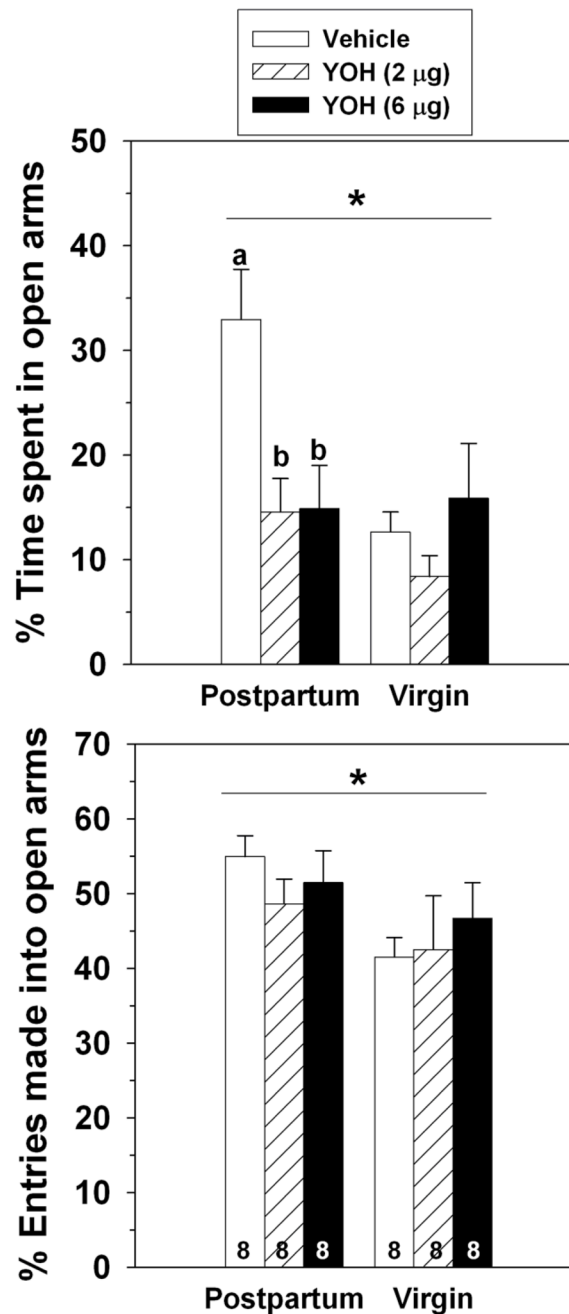 Vehicle
YOH (2 μg)
YOH (6 μg)
% Time spent in open arms
50
40
30
20
10
0
*
a
b b
Postpartum Virgin
% Entries made into open arms
70
60
50
40
30
20
10
0
*
8 8 8 8 8 8
Postpartum Virgin